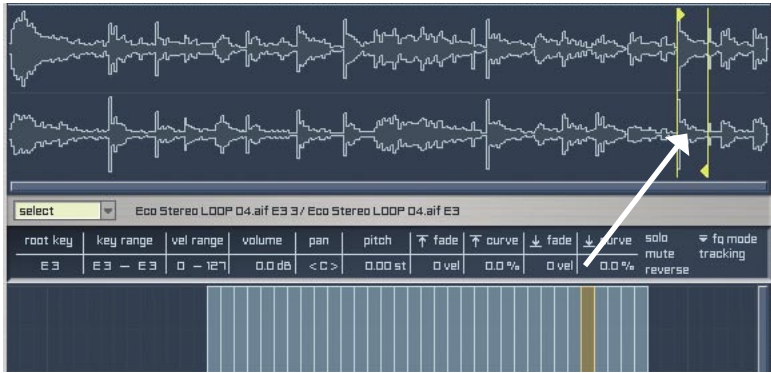 select Eco Stereo LOOP 04.aif E3 3 / Eco Stereo LOOP 04.aif E3
root key key range vel range volume pan pitch fade curve fade curve solo fq mode
mute tracking
E3 E3 – E3 0 – 127 0.0 dB <C> 0.00 st 0 vel 0.0 % 0 vel 0.0 % reverse